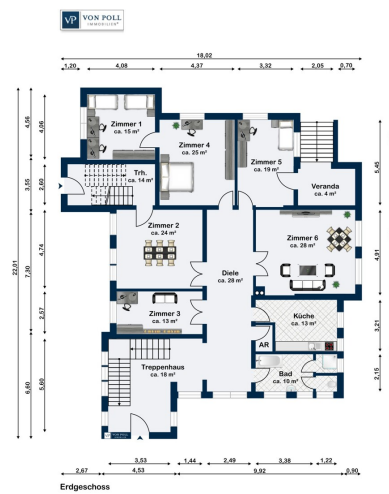 VP VON POLL
IMMOBILIEN®
18,02
1,20 4,08 4,37 3,32 2,05 0,70
22,01
4,56 4,06
Zimmer 1
ca. 15 m²
Zimmer 4
ca. 25 m²
Zimmer 5
ca. 19 m²
5,45
3,55 2,60
Trh.
ca. 14 m²
Veranda
ca. 4 m²
7,30 4,74
Zimmer 2
ca. 24 m²
Zimmer 6
ca. 28 m²
4,91
Diele
ca. 28 m²
2,57
Zimmer 3
ca. 13 m²
Küche
ca. 13 m²
3,21
AR
6,60 5,60
Treppenhaus
ca. 18 m²
Bad
ca. 10 m²
2,15
VP VON POLL
3,53 1,44 2,49 3,38 1,22
2,67 4,53 9,92 0,90
Erdgeschoss